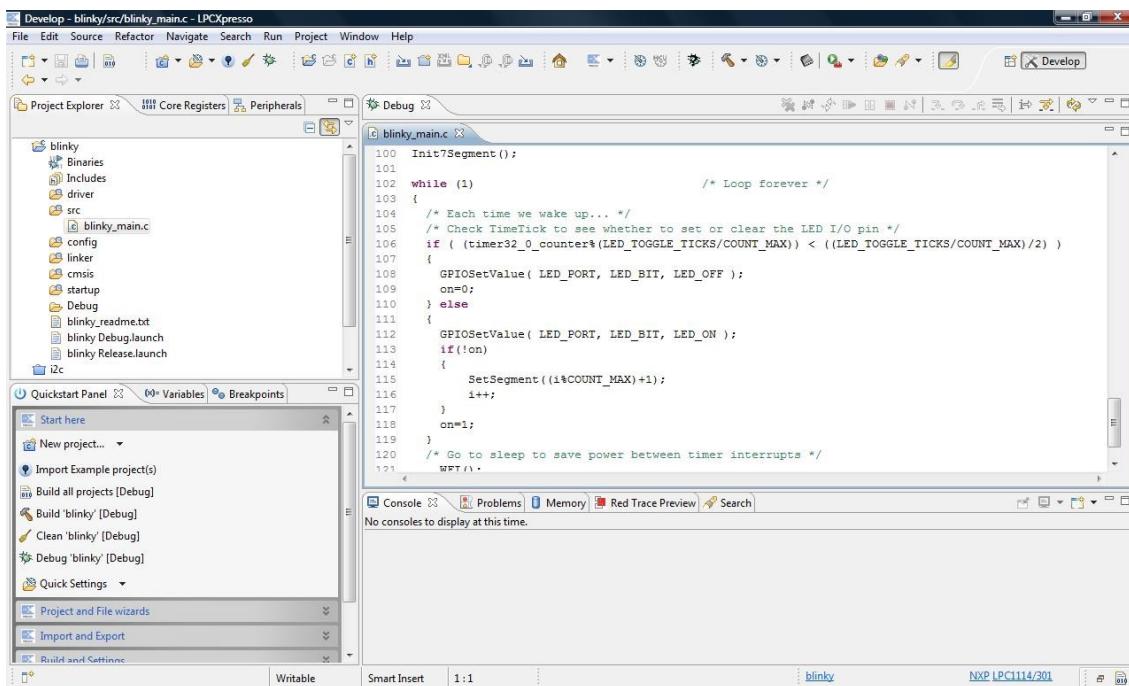 Develop - blinky/src/blinky_main.c - LPCXpresso
File Edit Source Refactor Navigate Search Run Project Window Help
Develop
Project Explorer Core Registers Peripherals
blinky
Binaries
Includes
driver
src
blinky_main.c
config
linker
cmsis
startup
Debug
blinky_readme.txt
blinky Debug.launch
blinky Release.launch
i2c
Quickstart Panel (x)= Variables Breakpoints
Start here
New project...
Import Example project(s)
Build all projects [Debug]
Build 'blinky' [Debug]
Clean 'blinky' [Debug]
Debug 'blinky' [Debug]
Quick Settings
Project and File wizards
Import and Export
Build and Settings
Debug
blinky_main.c
100 Init7Segment();
101
102 while (1) /* Loop forever */
103 {
104 /* Each time we wake up... */
105 /* Check TimeTick to see whether to set or clear the LED I/O pin */
106 if ( (timer32_0_counter%(LED_TOGGLE_TICKS/COUNT_MAX)) < ((LED_TOGGLE_TICKS/COUNT_MAX)/2) )
107 {
108 GPIOSetValue( LED_PORT, LED_BIT, LED_OFF );
109 on=0;
110 } else
111 {
112 GPIOSetValue( LED_PORT, LED_BIT, LED_ON );
113 if(!on)
114 {
115 SetSegment((i%COUNT_MAX)+1);
116 i++;
117 }
118 on=1;
119 }
120 /* Go to sleep to save power between timer interrupts */
121 WFI();
Console Problems Memory Red Trace Preview Search
No consoles to display at this time.
Writable Smart Insert 1:1 blinky NXP LPC1114/301